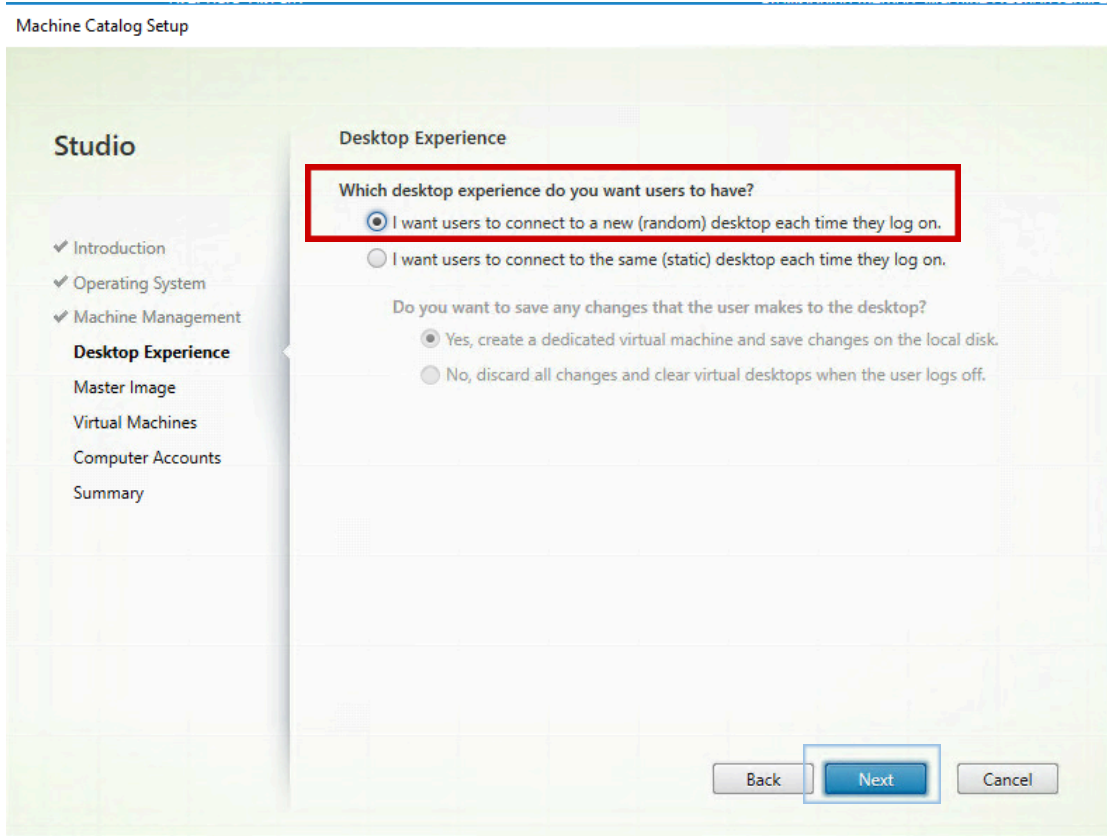 Machine Catalog Setup
Studio
Introduction
Operating System
Machine Management
Desktop Experience
Master Image
Virtual Machines
Computer Accounts
Summary
Desktop Experience
Which desktop experience do you want users to have?
I want users to connect to a new (random) desktop each time they log on.
I want users to connect to the same (static) desktop each time they log on.
Do you want to save any changes that the user makes to the desktop?
Yes, create a dedicated virtual machine and save changes on the local disk.
No, discard all changes and clear virtual desktops when the user logs off.
Back
Next
Cancel